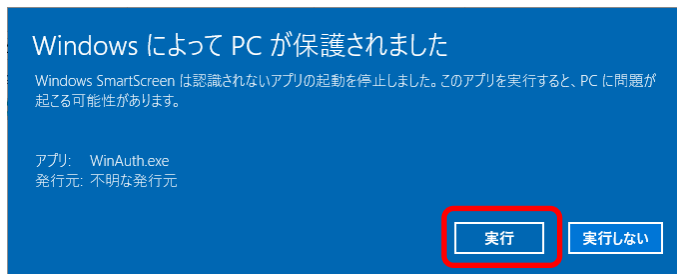 Windows によって PC が保護されました
Windows SmartScreen は認識されないアプリの起動を停止しました。このアプリを実行すると、PC に問題が
起こる可能性があります。
アプリ: WinAuth.exe
発行元: 不明な発行元
実行 実行しない